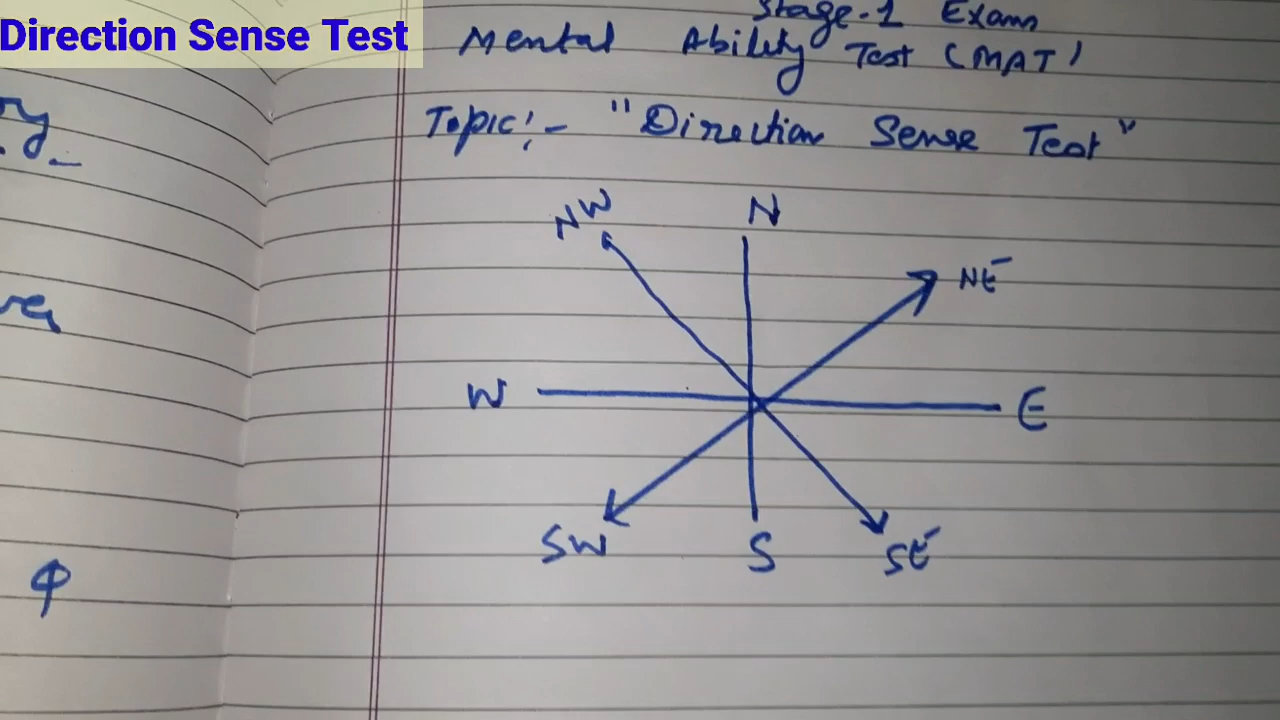 Direction Sense Test
Stage-1 Exam
Mental Ability Test (MAT)
Topic:- "Direction Sense Test"
NW
N
NE
W
E
SW
S
SE